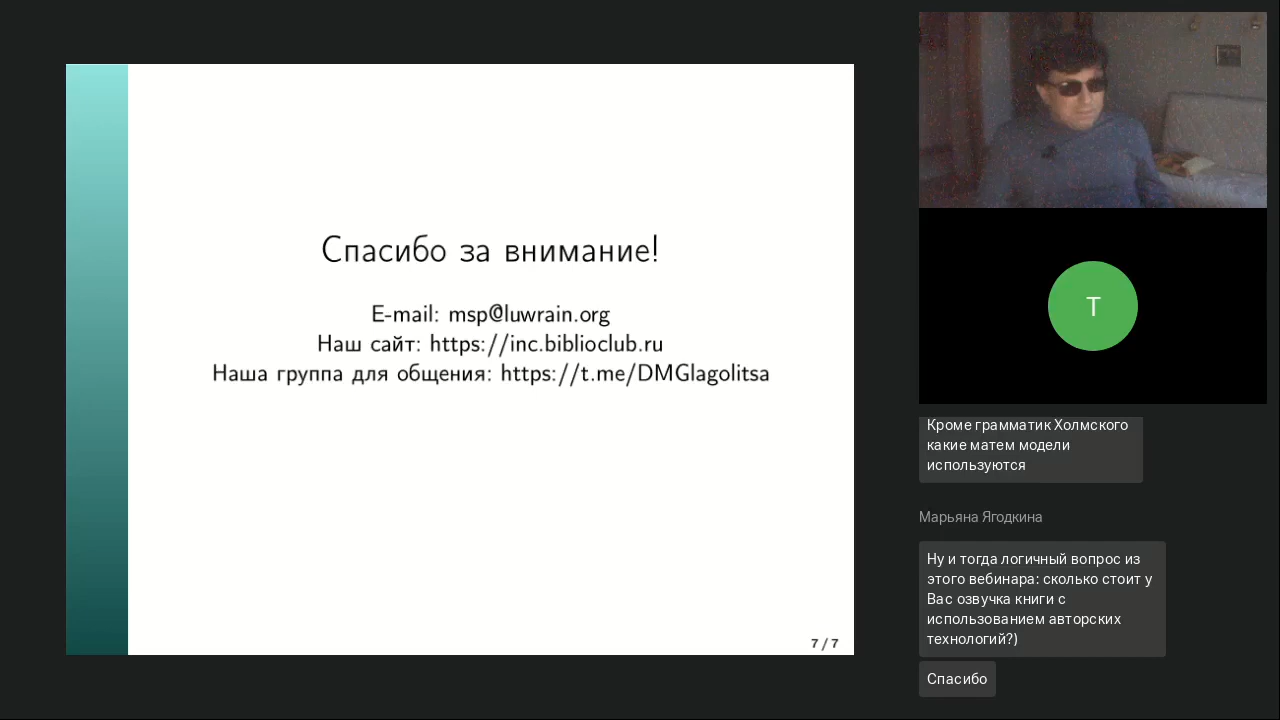 Спасибо за внимание!
E-mail: msp@luwrain.org
Наш сайт: https://inc.biblioclub.ru
Наша группа для общения: https://t.me/DMGlagolitsa
7 / 7
T
Кроме грамматик Холмского
какие матем модели
используются
Марьяна Ягодкина
Ну и тогда логичный вопрос из
этого вебинара: сколько стоит у
Вас озвучка книги с
использованием авторских
технологий?)
Спасибо